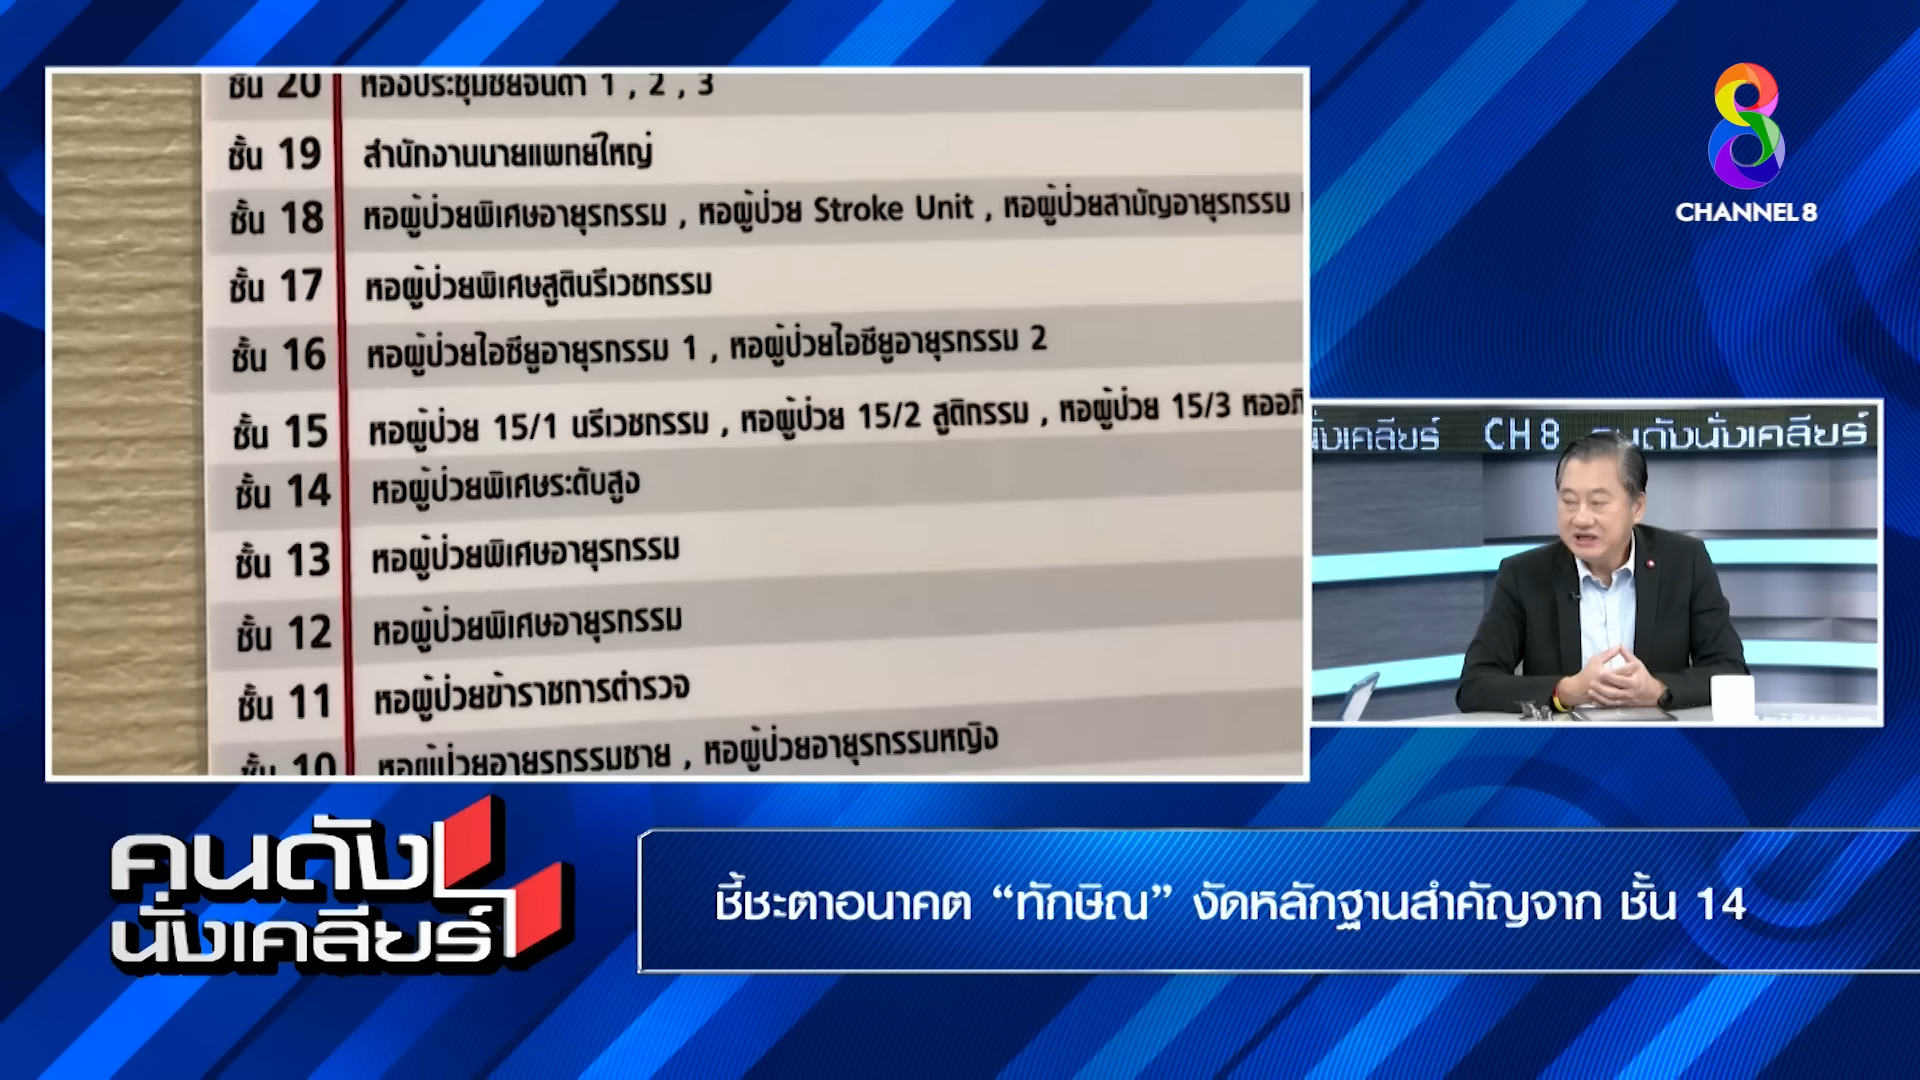 ชั้น 20 ห้องประชุมชัยจินดา 1 , 2 , 3
ชั้น 19 สำนักงานนายแพทย์ใหญ่
ชั้น 18 หอผู้ป่วยพิเศษอายุรกรรม , หอผู้ป่วย Stroke Unit , หอผู้ป่วยสามัญอายุรกรรม
ชั้น 17 หอผู้ป่วยพิเศษสูตินรีเวชกรรม
ชั้น 16 หอผู้ป่วยไอซียูอายุรกรรม 1 , หอผู้ป่วยไอซียูอายุรกรรม 2
ชั้น 15 หอผู้ป่วย 15/1 นรีเวชกรรม , หอผู้ป่วย 15/2 สูติกรรม , หอผู้ป่วย 15/3
ชั้น 14 หอผู้ป่วยพิเศษระดับสูง
ชั้น 13 หอผู้ป่วยพิเศษอายุรกรรม
ชั้น 12 หอผู้ป่วยพิเศษอายุรกรรม
ชั้น 11 หอผู้ป่วยข้าราชการตำรวจ
ชั้น 10 หอผู้ป่วยอายุรกรรมชาย , หอผู้ป่วยอายุรกรรมหญิง
CHANNEL 8
นั่งเคลียร์ CH 8 คนดังนั่งเคลียร์
คนดัง
นั่งเคลียร์
ชี้ชะตาอนาคต “ทักษิณ” งัดหลักฐานสำคัญจาก ชั้น 14